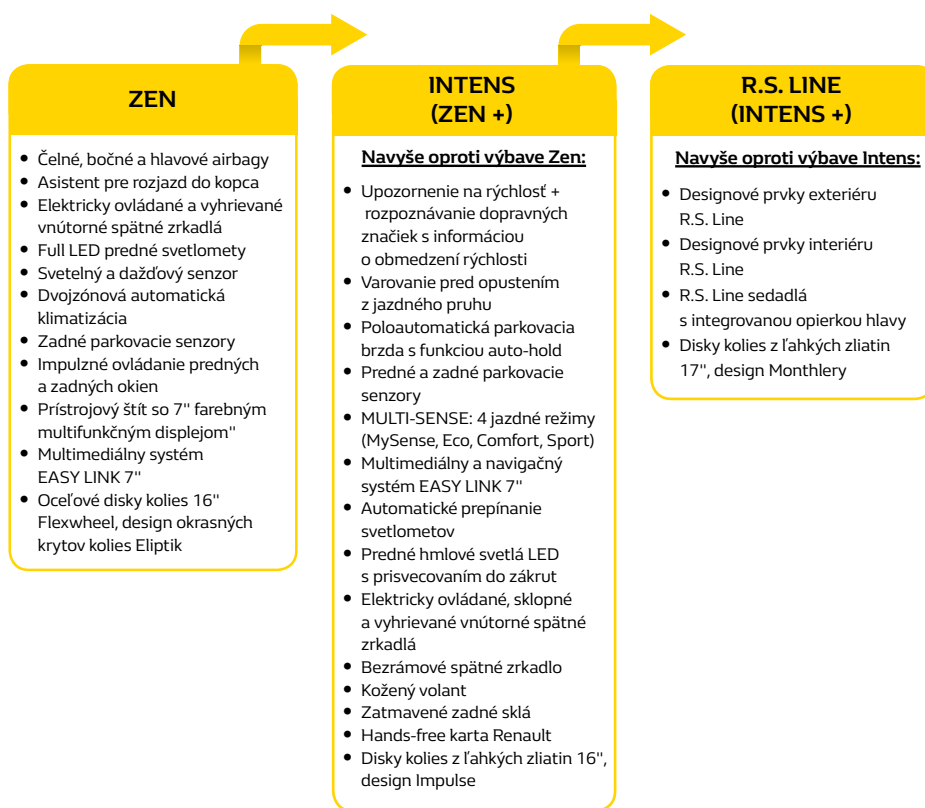 ZEN
• Čelné, bočné a hlavové airbagy
• Asistent pre rozjazd do kopca
• Elektricky ovládané a vyhrievané
vnútorné spätné zrkadlá
• Full LED predné svetlomety
• Svetelný a dažďový senzor
• Dvojzónová automatická
klimatizácia
• Zadné parkovacie senzory
• Impulzné ovládanie predných
a zadných okien
• Prístrojový štít so 7" farebným
multifunkčným displejom"
• Multimediálny systém
EASY LINK 7"
• Oceľové disky kolies 16"
Flexwheel, design okrasných
krytov kolies Eliptik
INTENS
(ZEN +)
Navyše oproti výbave Zen:
• Upozornenie na rýchlosť +
rozpoznávanie dopravných
značiek s informáciou
o obmedzení rýchlosti
• Varovanie pred opustením
z jazdného pruhu
• Poloautomatická parkovacia
brzda s funkciou auto-hold
• Predné a zadné parkovacie
senzory
• MULTI-SENSE: 4 jazdné režimy
(MySense, Eco, Comfort, Sport)
• Multimediálny a navigačný
systém EASY LINK 7"
• Automatické prepínanie
svetlometov
• Predné hmlové svetlá LED
s prisvecovaním do zákrut
• Elektricky ovládané, sklopné
a vyhrievané vnútorné spätné
zrkadlá
• Bezrámové spätné zrkadlo
• Kožený volant
• Zatmavené zadné sklá
• Hands-free karta Renault
• Disky kolies z ľahkých zliatin 16",
design Impulse
R.S. LINE
(INTENS +)
Navyše oproti výbave Intens:
• Designové prvky exteriéru
R.S. Line
• Designové prvky interiéru
R.S. Line
• R.S. Line sedadlá
s integrovanou opierkou hlavy
• Disky kolies z ľahkých zliatin
17", design Monthlery